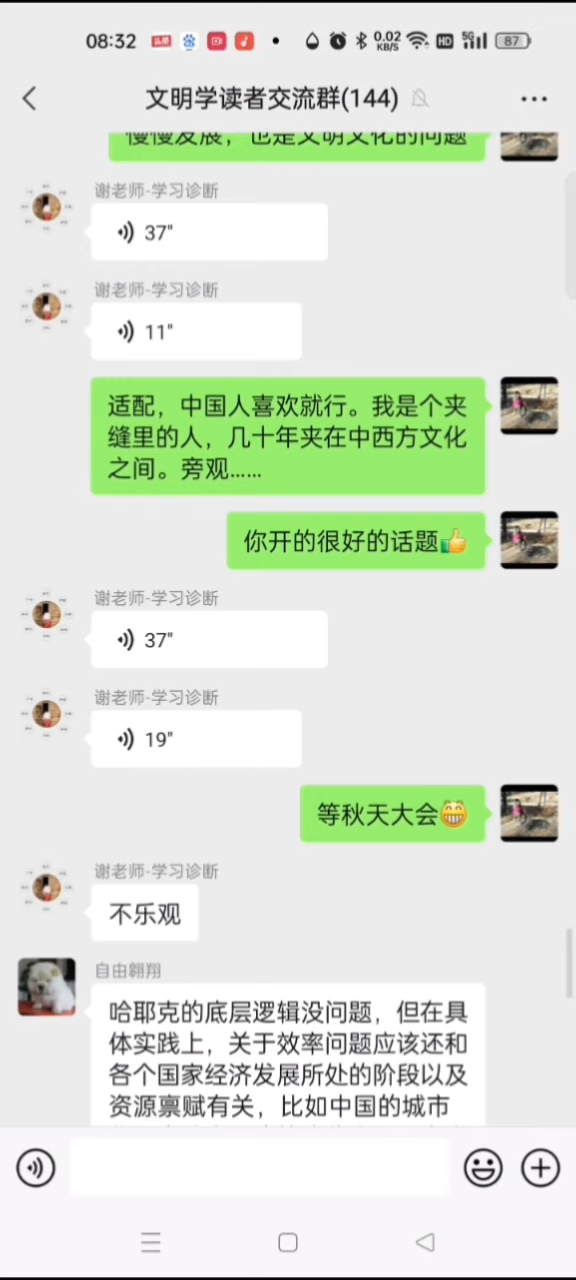 08:32
0.02
KB/S
HD
5G
87
文明学读者交流群(144)
慢慢发展，也是文明文化的问题
谢老师-学习诊断
37"
谢老师-学习诊断
11"
适配，中国人喜欢就行。我是个夹
缝里的人，几十年夹在中西方文化
之间。旁观……
你开的很好的话题👍
谢老师-学习诊断
37"
谢老师-学习诊断
19"
等秋天大会😁
谢老师-学习诊断
不乐观
自由翱翔
哈耶克的底层逻辑没问题，但在具
体实践上，关于效率问题应该还和
各个国家经济发展所处的阶段以及
资源禀赋有关，比如中国的城市